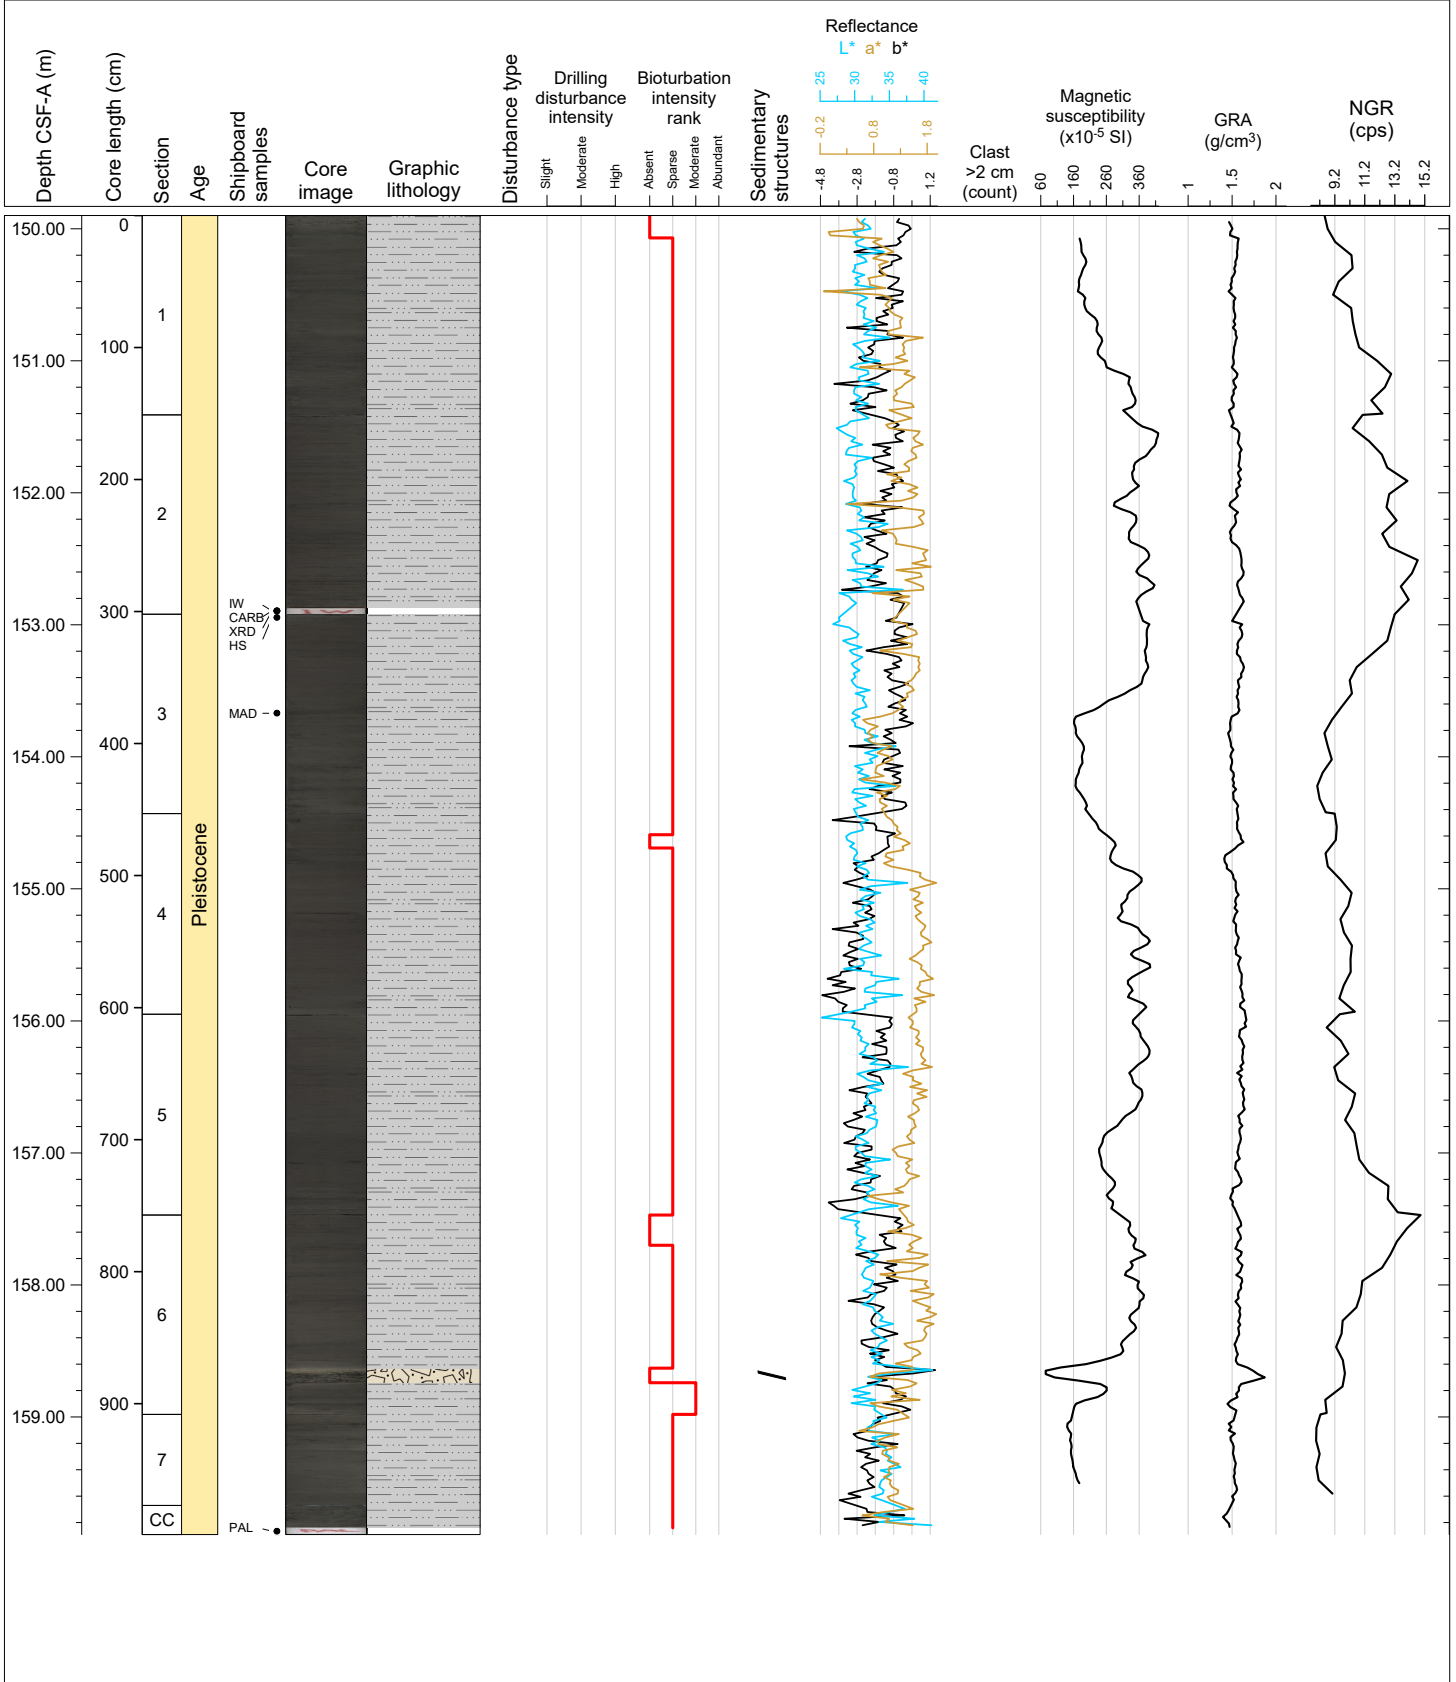 Depth CSF-A (m)
Core length (cm)
Section
Age
Shipboard
samples
Core
image
Graphic
lithology
Disturbance type
Drilling
disturbance
intensity
Slight
Moderate
High
Bioturbation
intensity
rank
Absent
Sparse
Moderate
Abundant
Sedimentary
structures
Reflectance
L* a* b*
25 30 35 40
-0.2 0.8 1.8
-4.8 -2.8 -0.8 1.2
Clast
>2 cm
(count)
Magnetic
susceptibility
(x10-5 SI)
60 160 260 360
GRA
(g/cm3)
1 1.5 2
NGR
(cps)
9.2 11.2 13.2 15.2
150.00
151.00
152.00
153.00
154.00
155.00
156.00
157.00
158.00
159.00
0
100
200
300
400
500
600
700
800
900
1
2
3
4
5
6
7
CC
Pleistocene
IW
CARB
XRD
HS
MAD
PAL